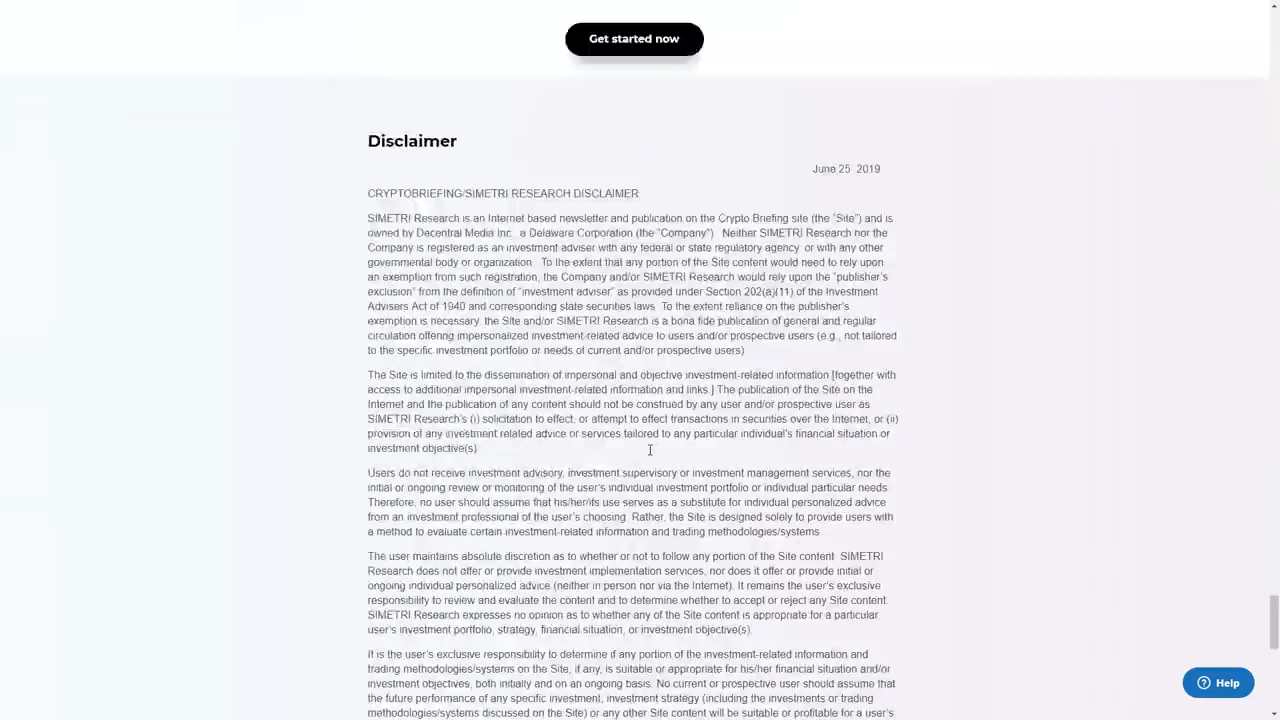 Get started now
Disclaimer
June 25 2019
CRYPTOBRIEFING/SIMETRI RESEARCH DISCLAIMER
SIMETRI Research is an Internet based newsletter and publication on the Crypto Briefing site (the "Site") and is
owned by Decentral Media Inc. a Delaware Corporation (the "Company") Neither SIMETRI Research nor the
Company is registered as an investment adviser with any federal or state regulatory agency or with any other
governmental body or organization To the extent that any portion of the Site content would need to rely upon
an exemption from such registration, the Company and/or SIMETRI Research would rely upon the "publisher's
exclusion" from the definition of "investment adviser" as provided under Section 202(a)(11) of the Investment
Advisers Act of 1940 and corresponding state securities laws To the extent reliance on the publisher's
exemption is necessary, the Site and/or SIMETRI Research is a bona fide publication of general and regular
circulation offering impersonalized investment-related advice to users and/or prospective users (e.g., not tailored
to the specific investment portfolio or needs of current and/or prospective users)
The Site is limited to the dissemination of impersonal and objective investment-related information [together with
access to additional impersonal investment-related information and links.] The publication of the Site on the
Internet and the publication of any content should not be construed by any user and/or prospective user as
SIMETRI Research's (i) solicitation to effect, or attempt to effect transactions in securities over the Internet, or (ii)
provision of any investment related advice or services tailored to any particular individual's financial situation or
investment objective(s)
Users do not receive investment advisory, investment supervisory or investment management services, nor the
initial or ongoing review or monitoring of the user's individual investment portfolio or individual particular needs
Therefore, no user should assume that his/her/its use serves as a substitute for individual personalized advice
from an investment professional of the user's choosing. Rather, the Site is designed solely to provide users with
a method to evaluate certain investment-related information and trading methodologies/systems
The user maintains absolute discretion as to whether or not to follow any portion of the Site content SIMETRI
Research does not offer or provide investment implementation services, nor does it offer or provide initial or
ongoing individual personalized advice (neither in person nor via the Internet). It remains the user's exclusive
responsibility to review and evaluate the content and to determine whether to accept or reject any Site content
SIMETRI Research expresses no opinion as to whether any of the Site content is appropriate for a particular
user's investment portfolio, strategy, financial situation, or investment objective(s).
It is the user's exclusive responsibility to determine if any portion of the investment-related information and
trading methodologies/systems on the Site, if any, is suitable or appropriate for his/her financial situation and/or
investment objectives, both initially and on an ongoing basis. No current or prospective user should assume that
the future performance of any specific investment, investment strategy (including the investments or trading
methodologies/systems discussed on the Site) or any other Site content will be suitable or profitable for a user's
Help